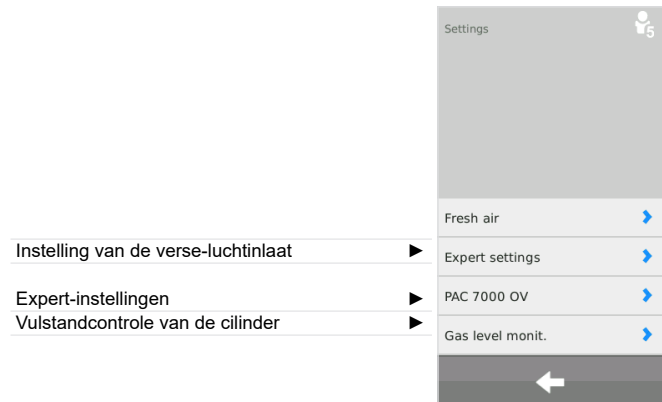 Settings
5
Fresh air
Instelling van de verse-luchtinlaat ►
Expert settings
Expert-instellingen ►
PAC 7000 OV
Vulstandcontrole van de cilinder ►
Gas level monit.